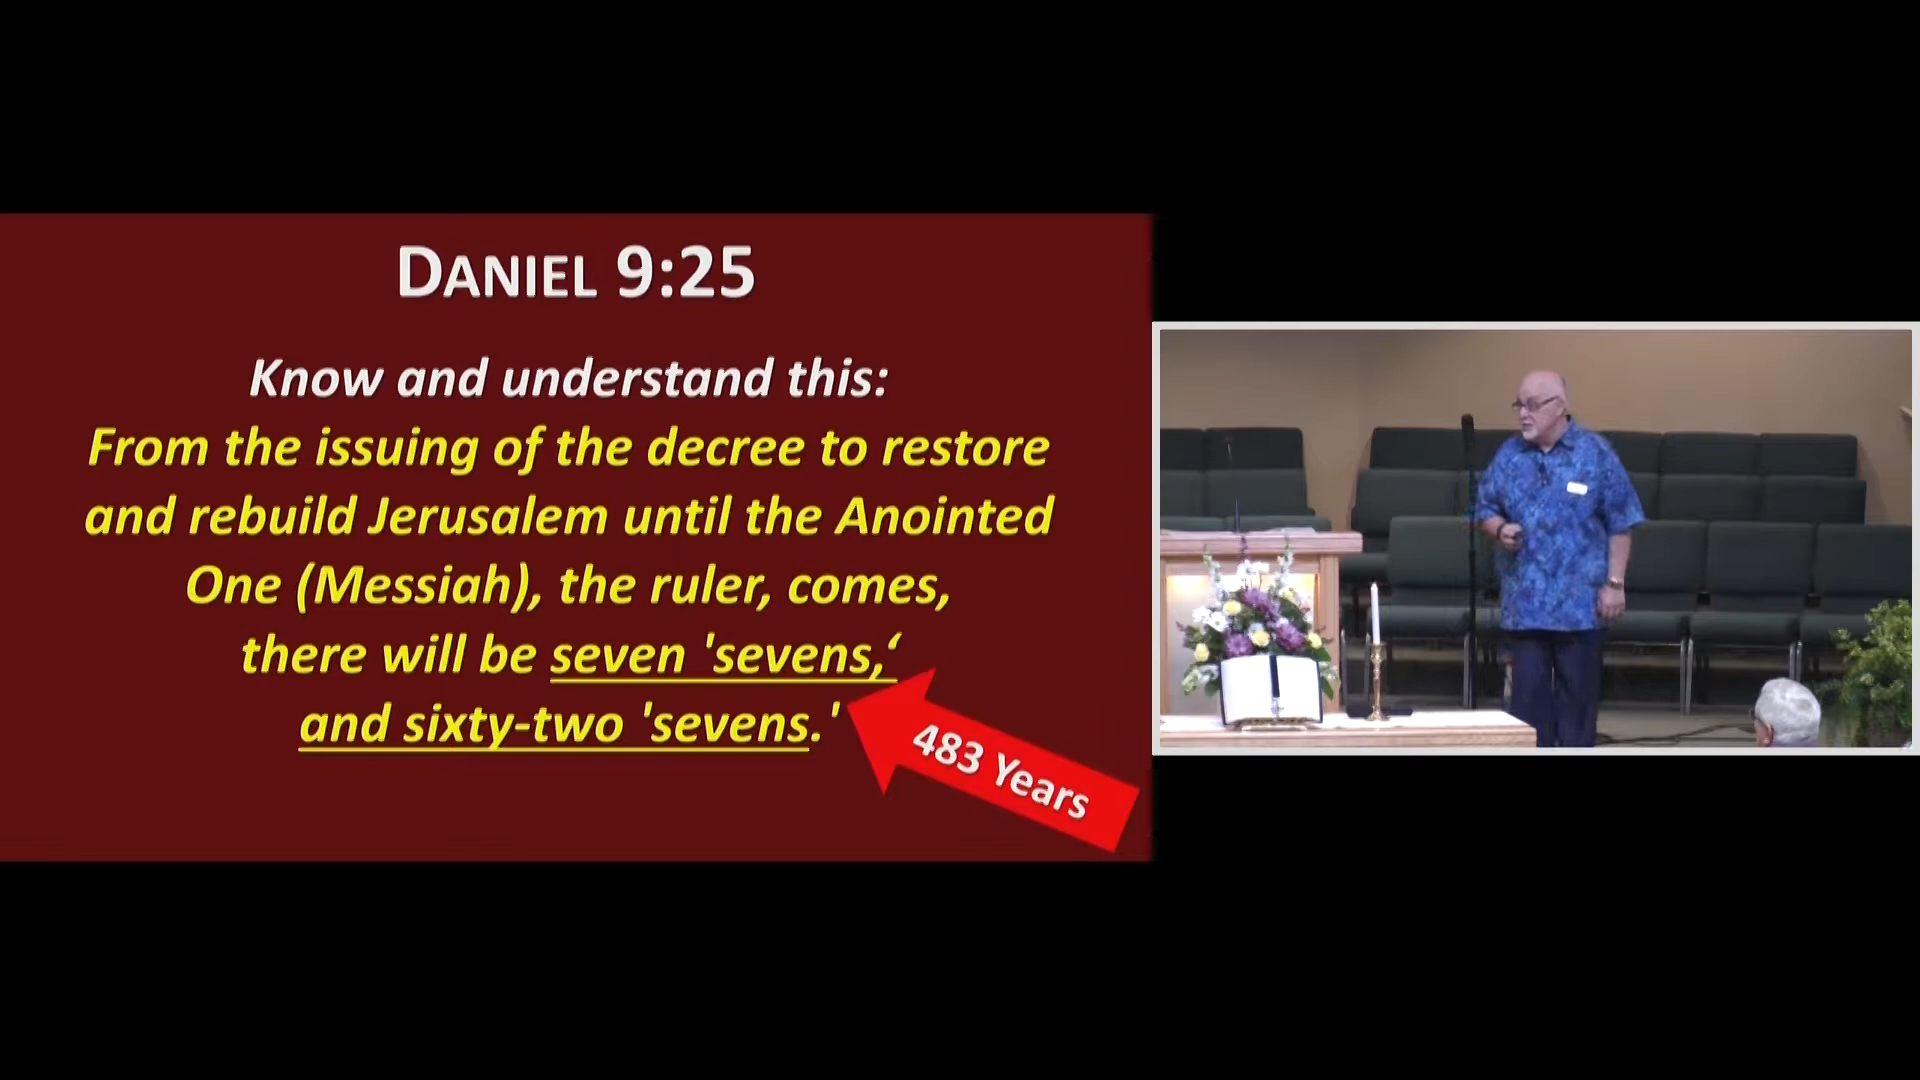 DANIEL 9:25
Know and understand this:
From the issuing of the decree to restore
and rebuild Jerusalem until the Anointed
One (Messiah), the ruler, comes,
there will be seven 'sevens,‘
and sixty-two 'sevens.'
483 Years